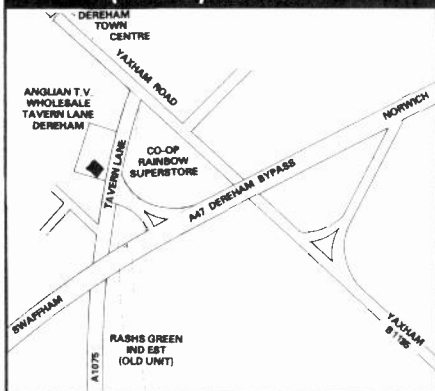 DEREHAM
TOWN
CENTRE
YAXHAM ROAD
ANGLIAN T.V.
WHOLESALE
TAVERN LANE
DEREHAM
NORWICH
TAVERN LANE
CO-OP
RAINBOW
SUPERSTORE
A47 DEREHAM BYPASS
SWAFFHAM
YAXHAM
B1135
RASHS GREEN
IND EST
(OLD UNIT)
A1075